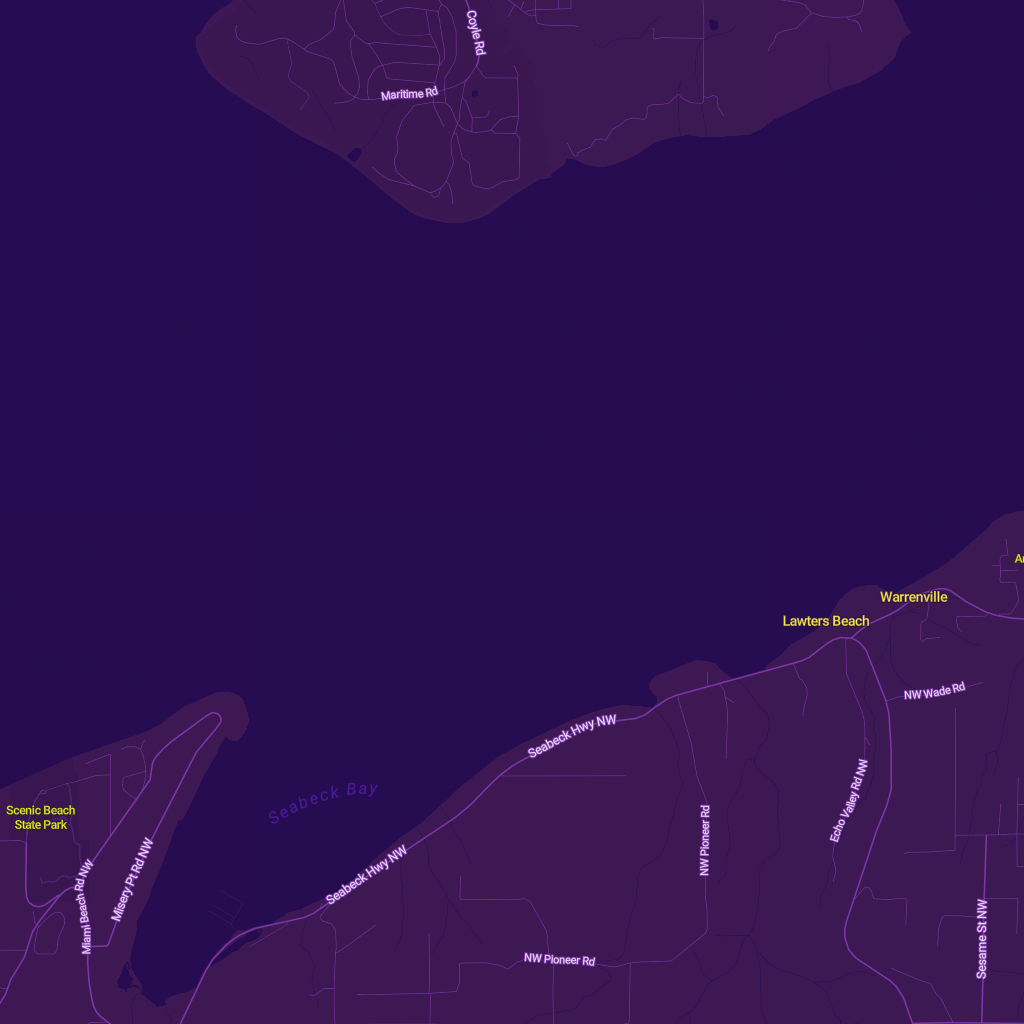 Coyle Rd
Maritime Rd
Ar
Warrenville
Lawters Beach
NW Wade Rd
Seabeck Hwy NW
Seabeck Bay
Echo Valley Rd NW
Scenic Beach
State Park
NW Pioneer Rd
Misery Pt Rd NW
Seabeck Hwy NW
Miami Beach Rd NW
Sesame St NW
NW Pioneer Rd